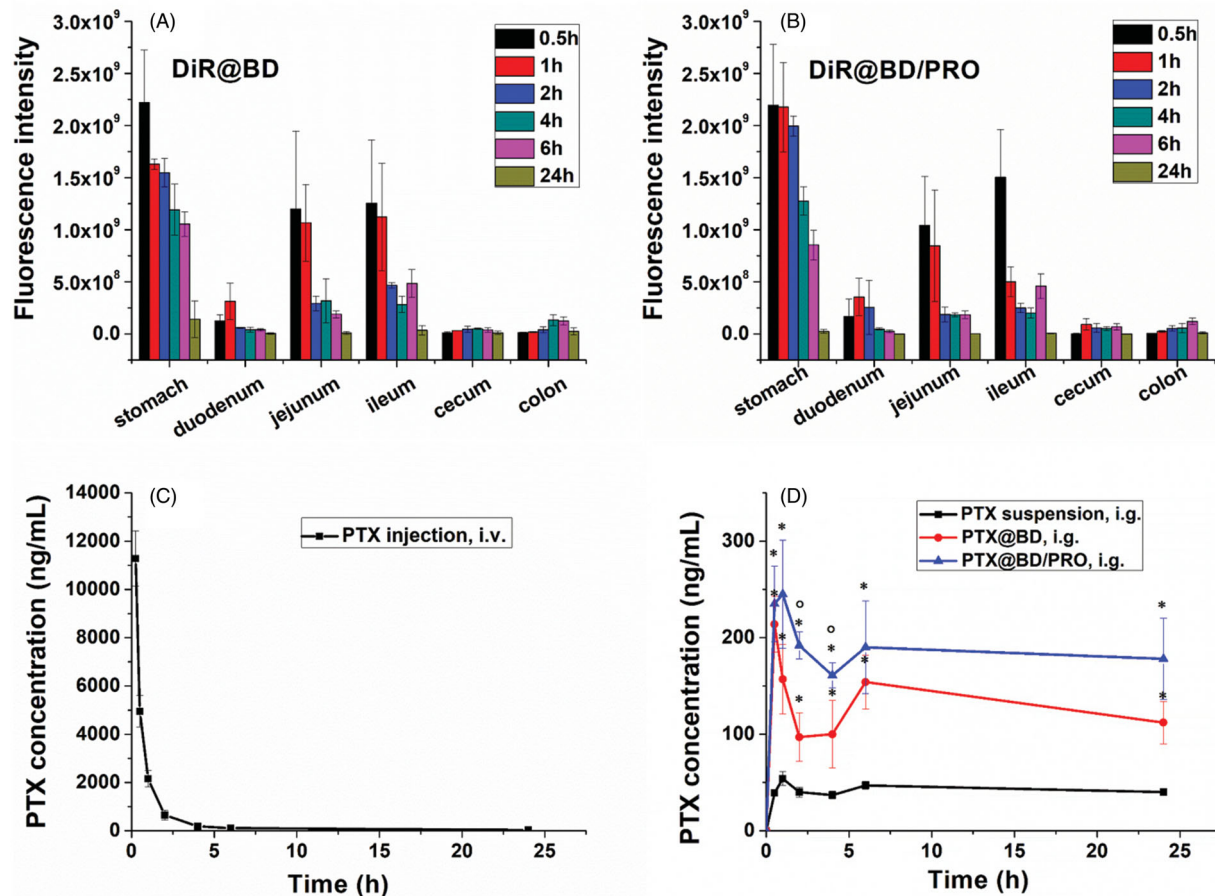 (A)
DiR@BD
Fluorescence intensity
3.0x10⁹
2.5x10⁹
2.0x10⁹
1.5x10⁹
1.0x10⁹
5.0x10⁸
0.0
0.5h
1h
2h
4h
6h
24h
stomach
duodenum
jejunum
ileum
cecum
colon
(B)
DiR@BD/PRO
Fluorescence intensity
3.0x10⁹
2.5x10⁹
2.0x10⁹
1.5x10⁹
1.0x10⁹
5.0x10⁸
0.0
0.5h
1h
2h
4h
6h
24h
stomach
duodenum
jejunum
ileum
cecum
colon
(C)
PTX concentration (ng/mL)
14000
12000
10000
8000
6000
4000
2000
0
PTX injection, i.v.
0 5 10 15 20 25
Time (h)
(D)
PTX concentration (ng/mL)
300
250
200
150
100
50
0
PTX suspension, i.g.
PTX@BD, i.g.
PTX@BD/PRO, i.g.
0 5 10 15 20 25
Time (h)